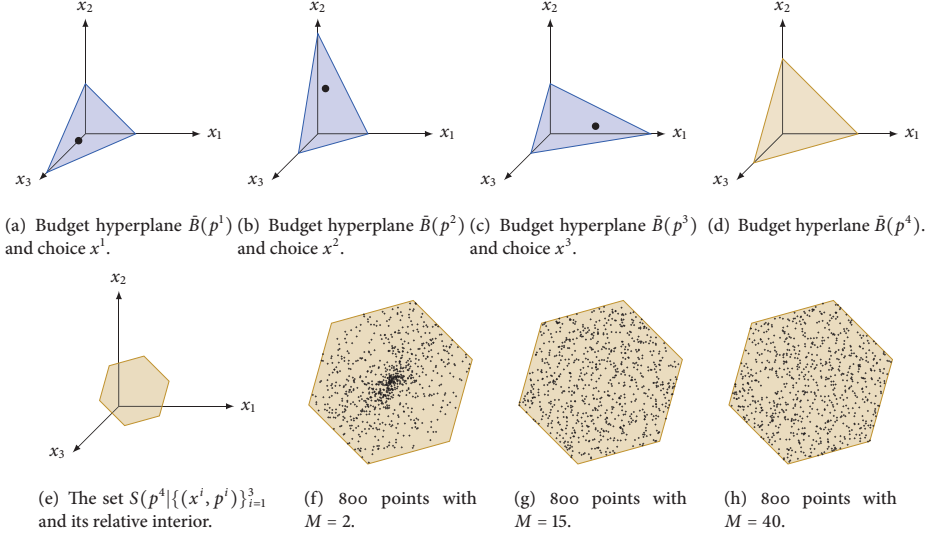 x₂
x₂
x₂
x₂
x₁
x₁
x₁
x₁
x₃
x₃
x₃
x₃
(a) Budget hyperplane B̄(p¹)
and choice x¹.
(b) Budget hyperplane B̄(p²)
and choice x².
(c) Budget hyperplane B̄(p³)
and choice x³.
(d) Budget hyperlane B̄(p⁴).
x₂
x₁
x₃
(e) The set S(p⁴|{(xⁱ, pⁱ)}³ᵢ₌₁
and its relative interior.
(f) 800 points with
M = 2.
(g) 800 points with
M = 15.
(h) 800 points with
M = 40.